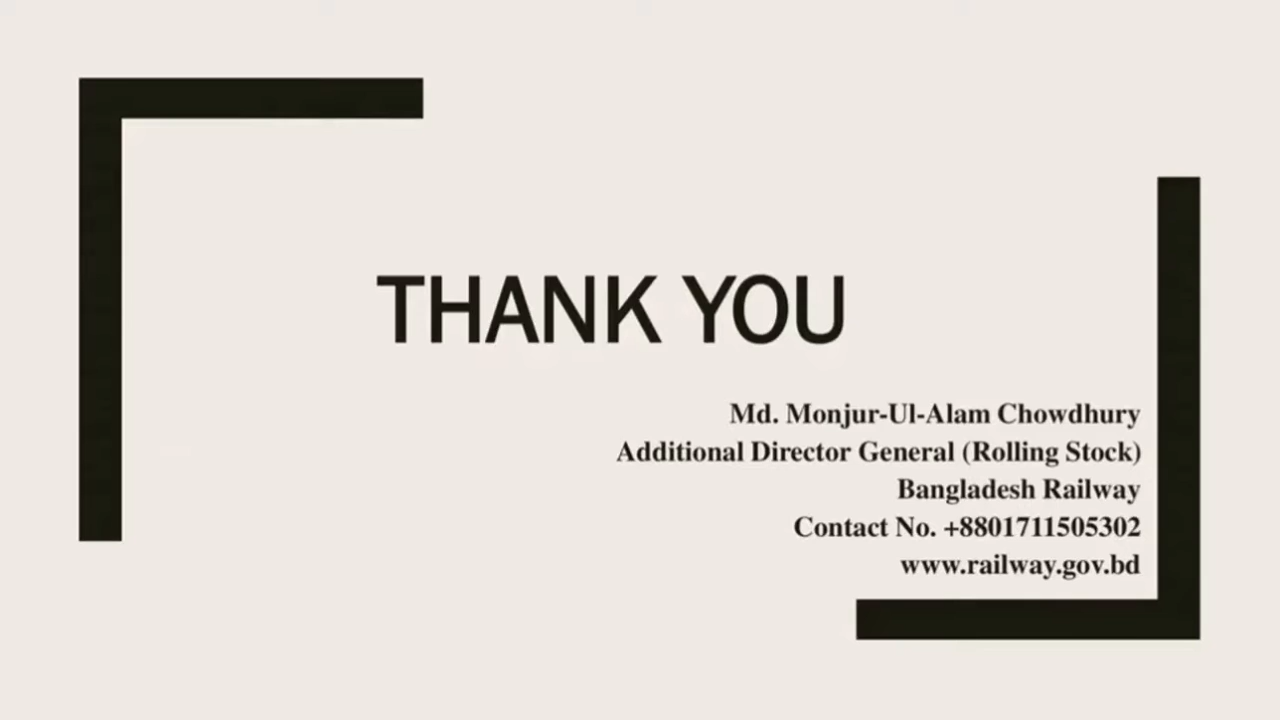 THANK YOU
Md. Monjur-Ul-Alam Chowdhury
Additional Director General (Rolling Stock)
Bangladesh Railway
Contact No. +8801711505302
www.railway.gov.bd